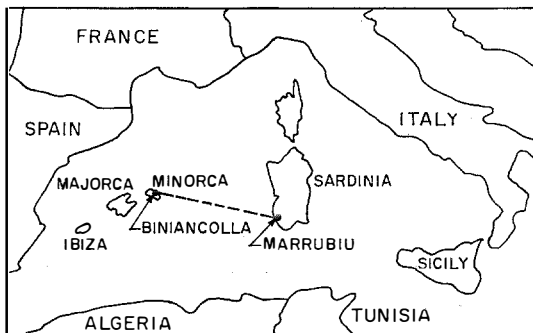 FRANCE
SPAIN
ITALY
MAJORCA
MINORCA
SARDINIA
IBIZA
BINIANCOLLA
MARRUBIU
SICILY
ALGERIA
TUNISIA